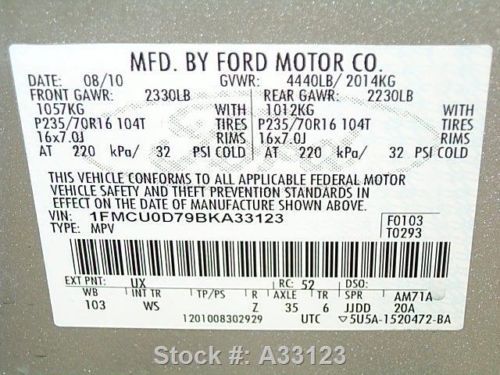 MFD. BY FORD MOTOR CO.
DATE: 08/10 GVWR: 4440LB/ 2014KG
FRONT GAWR: 2330LB REAR GAWR: 2230LB
1057KG WITH 1012KG WITH
P235/70R16 104T TIRES P235/70R16 104T TIRES
16x7.0J RIMS 16x7.0J RIMS
AT 220 kPa/ 32 PSI COLD AT 220 kPa/ 32 PSI COLD
THIS VEHICLE CONFORMS TO ALL APPLICABLE FEDERAL MOTOR
VEHICLE SAFETY AND THEFT PREVENTION STANDARDS IN
EFFECT ON THE DATE OF MANUFACTURE SHOWN ABOVE.
VIN: 1FMCU0D79BKA33123 F0103
TYPE: MPV T0293
EXT PNT: UX RC: 52 DSO:
WB INT TR TP/PS R AXLE TR SPR AM71A
103 WS Z 35 6 JJDD 20A
1201008302929 UTC 5U5A-1520472-BA
Stock #: A33123